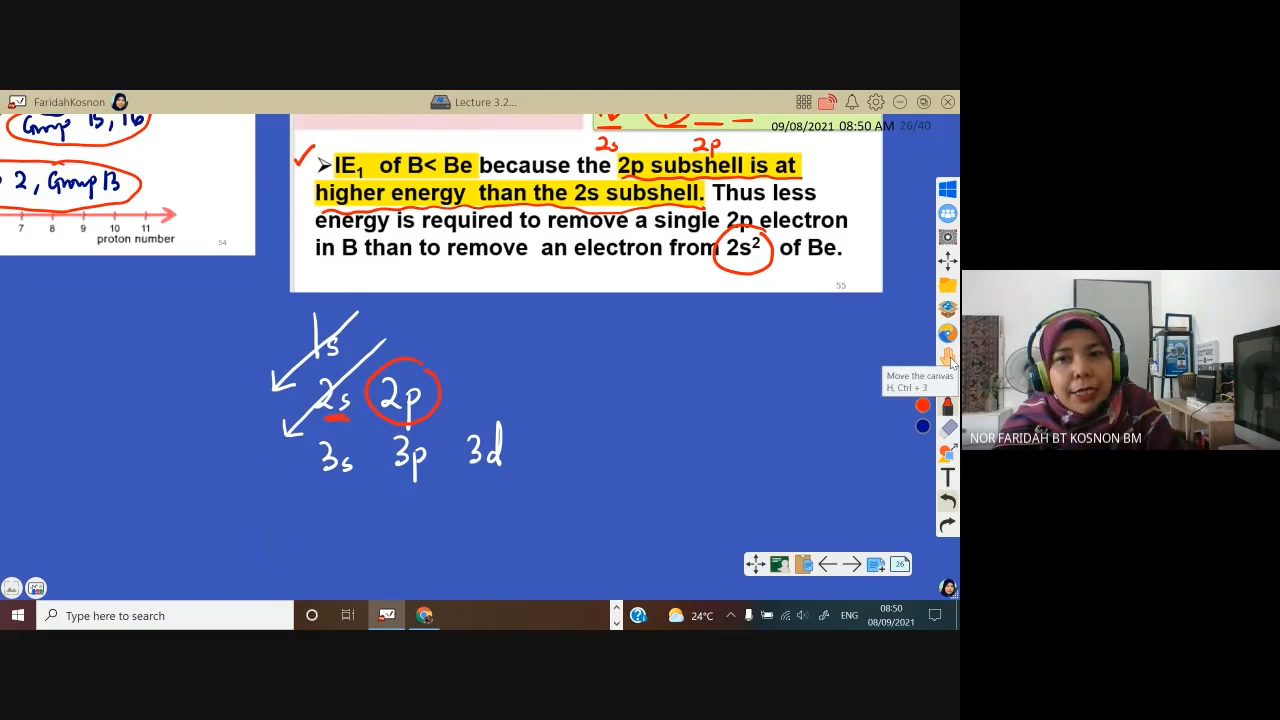 FaridahKosnon
Lecture 3.2...
09/08/2021 08:50 AM 26/40
Group 13, 16
2, Group 13
7 8 9 10 11
proton number
54
2s 2p
➢IE₁ of B< Be because the 2p subshell is at
higher energy than the 2s subshell. Thus less
energy is required to remove a single 2p electron
in B than to remove an electron from 2s² of Be.
55
1s
2s 2p
3s 3p 3d
Move the canvas
H, Ctrl + 3
T
NOR FARIDAH BT KOSNON BM
26
Type here to search
24°C
ENG
08:50
08/09/2021